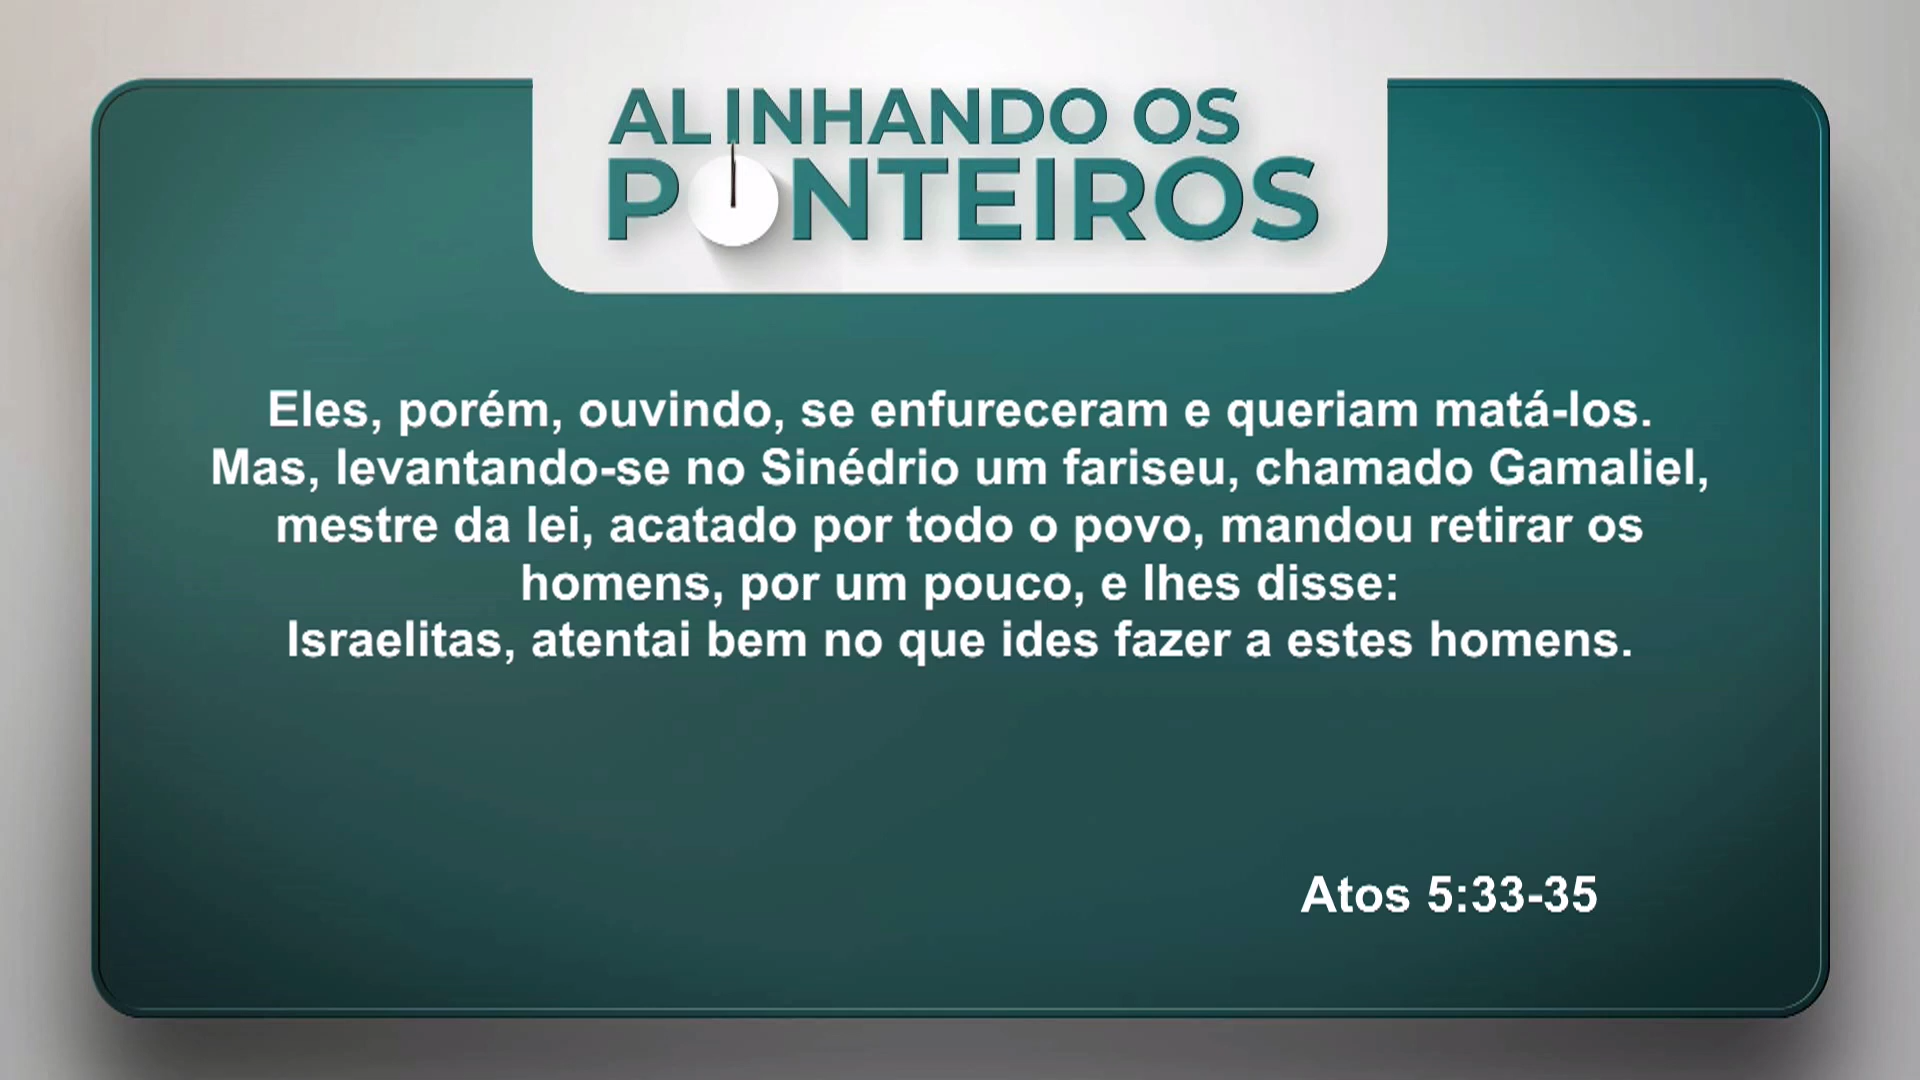 ALINHANDO OS
PONTEIROS
Eles, porém, ouvindo, se enfureceram e queriam matá-los.
Mas, levantando-se no Sinédrio um fariseu, chamado Gamaliel,
mestre da lei, acatado por todo o povo, mandou retirar os
homens, por um pouco, e lhes disse:
Israelitas, atentai bem no que ides fazer a estes homens.
Atos 5:33-35